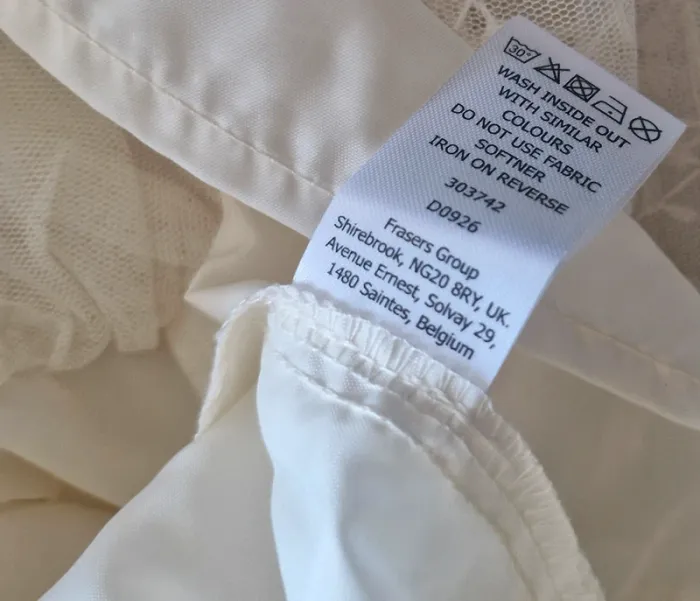 30°
WASH INSIDE OUT
WITH SIMILAR
COLOURS
DO NOT USE FABRIC
SOFTNER
IRON ON REVERSE
303742
D0926
Frasers Group
Shirebrook, NG20 8RY, UK.
Avenue Ernest, Solvay 29,
1480 Saintes, Belgium